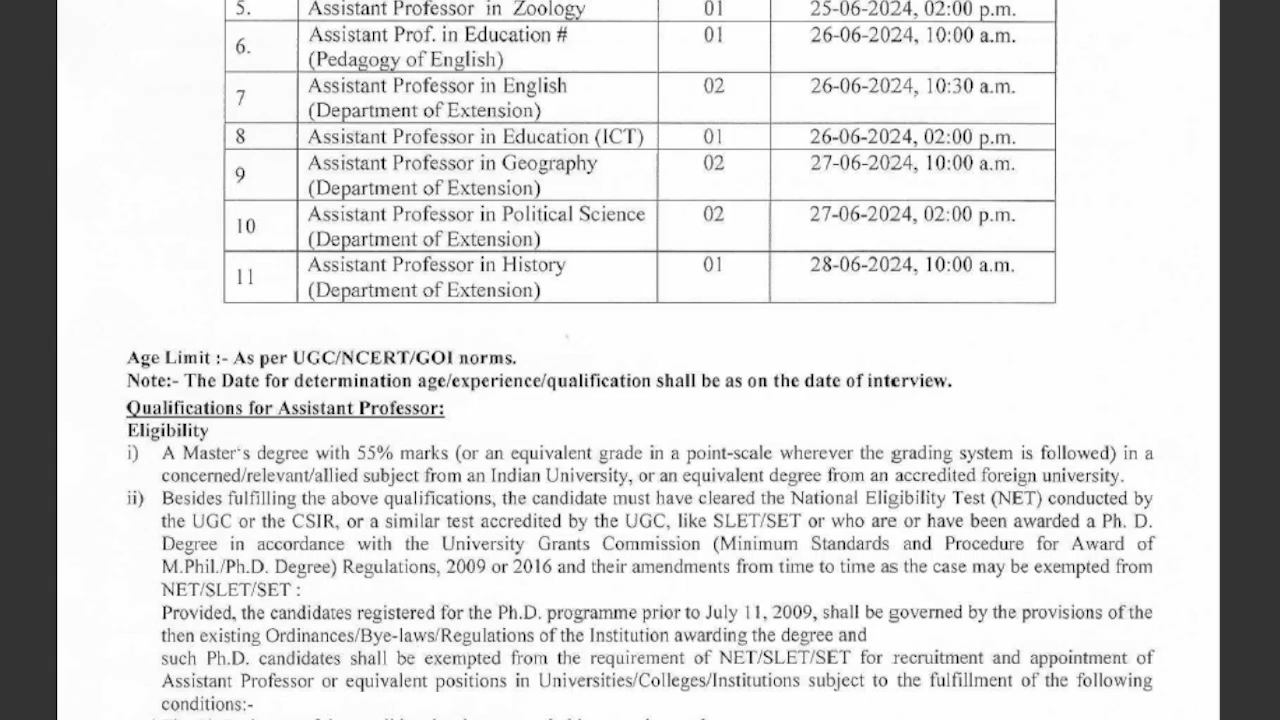 5. Assistant Professor in Zoology 01 25-06-2024, 02:00 p.m.
6. Assistant Prof. in Education # 01 26-06-2024, 10:00 a.m.
(Pedagogy of English)
7 Assistant Professor in English 02 26-06-2024, 10:30 a.m.
(Department of Extension)
8 Assistant Professor in Education (ICT) 01 26-06-2024, 02:00 p.m.
9 Assistant Professor in Geography 02 27-06-2024, 10:00 a.m.
(Department of Extension)
10 Assistant Professor in Political Science 02 27-06-2024, 02:00 p.m.
(Department of Extension)
11 Assistant Professor in History 01 28-06-2024, 10:00 a.m.
(Department of Extension)
Age Limit :- As per UGC/NCERT/GOI norms.
Note:- The Date for determination age/experience/qualification shall be as on the date of interview.
Qualifications for Assistant Professor:
Eligibility
i) A Master's degree with 55% marks (or an equivalent grade in a point-scale wherever the grading system is followed) in a
concerned/relevant/allied subject from an Indian University, or an equivalent degree from an accredited foreign university.
ii) Besides fulfilling the above qualifications, the candidate must have cleared the National Eligibility Test (NET) conducted by
the UGC or the CSIR, or a similar test accredited by the UGC, like SLET/SET or who are or have been awarded a Ph. D.
Degree in accordance with the University Grants Commission (Minimum Standards and Procedure for Award of
M.Phil./Ph.D. Degree) Regulations, 2009 or 2016 and their amendments from time to time as the case may be exempted from
NET/SLET/SET :
Provided, the candidates registered for the Ph.D. programme prior to July 11, 2009, shall be governed by the provisions of the
then existing Ordinances/Bye-laws/Regulations of the Institution awarding the degree and
such Ph.D. candidates shall be exempted from the requirement of NET/SLET/SET for recruitment and appointment of
Assistant Professor or equivalent positions in Universities/Colleges/Institutions subject to the fulfillment of the following
conditions:-